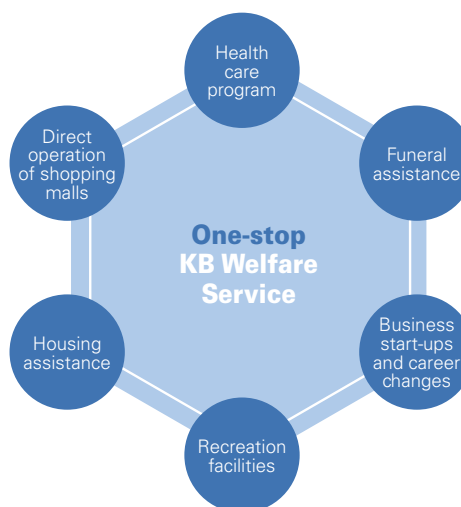 Health
care
program
Direct
operation
of shopping
malls
Funeral
assistance
One-stop
KB Welfare
Service
Housing
assistance
Business
start-ups
and career
changes
Recreation
facilities